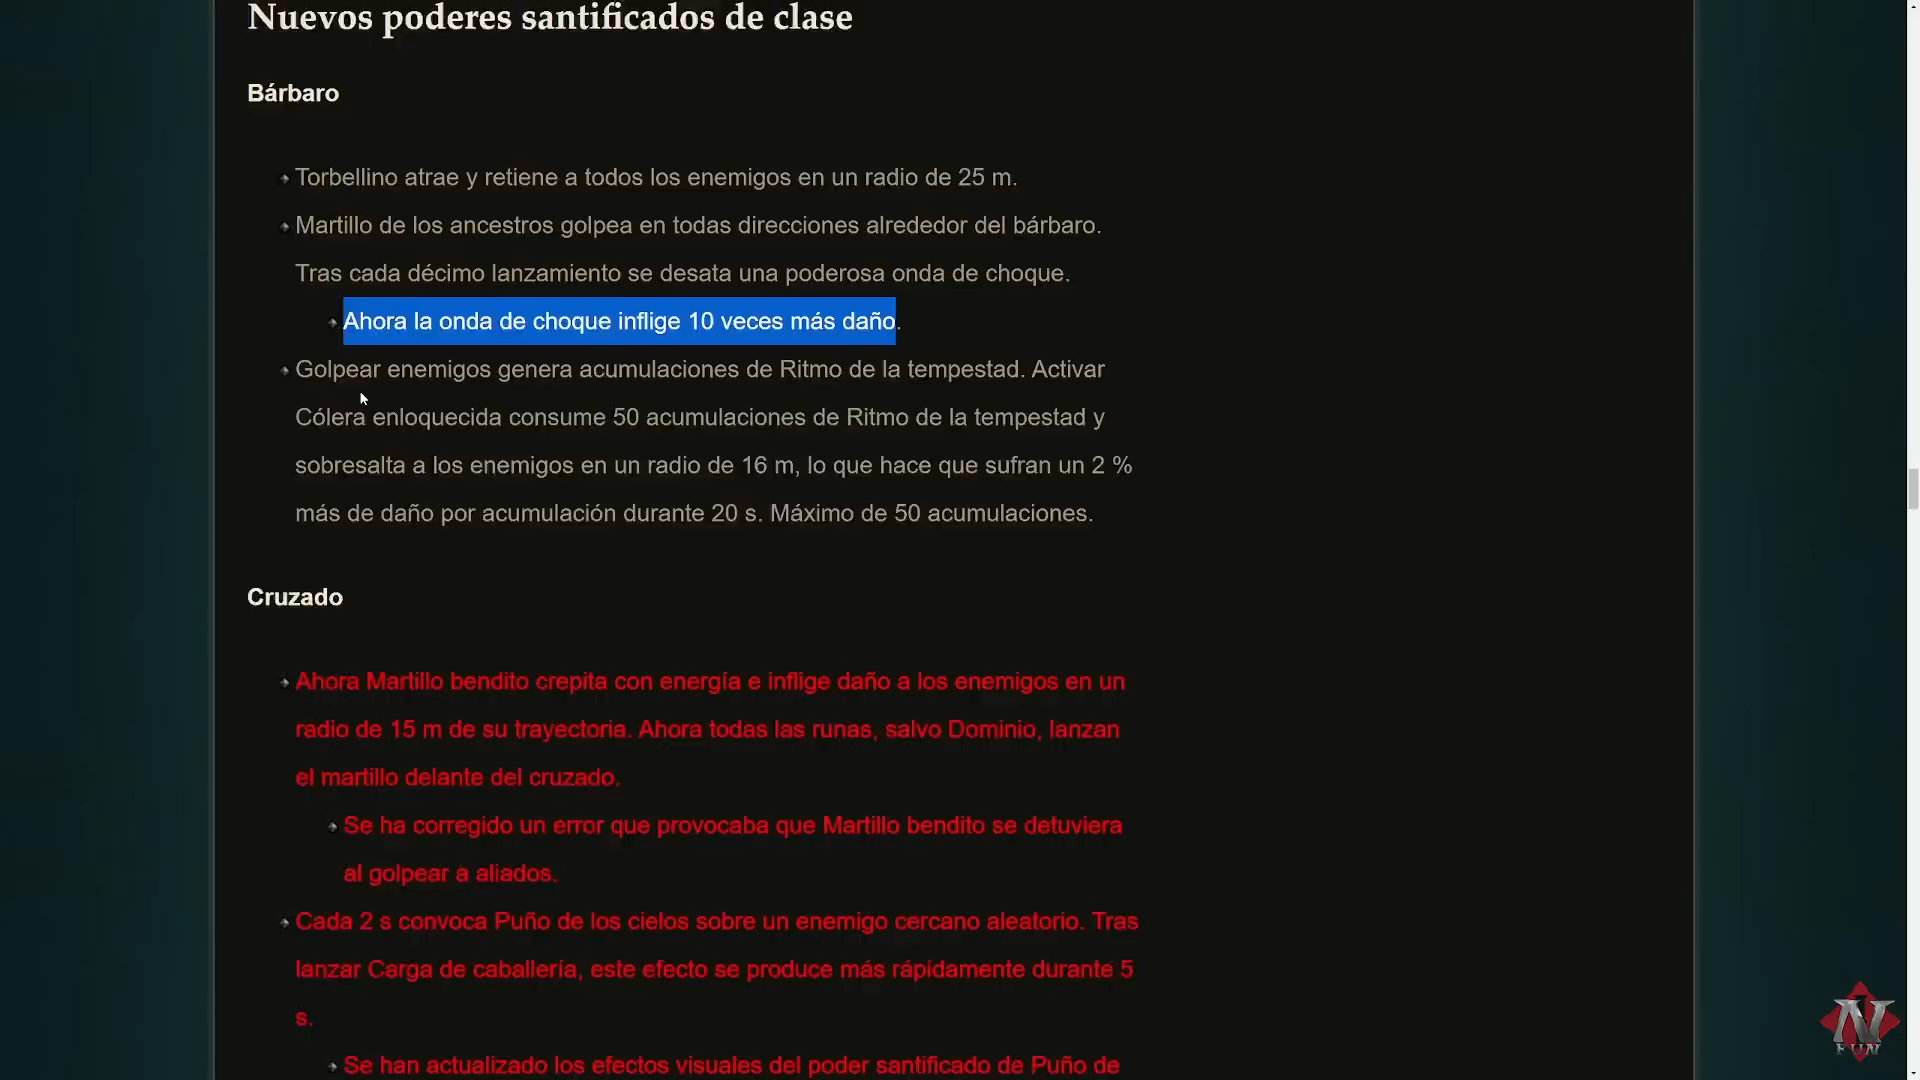 Nuevos poderes santificados de clase
Bárbaro
Torbellino atrae y retiene a todos los enemigos en un radio de 25 m.
Martillo de los ancestros golpea en todas direcciones alrededor del bárbaro.
Tras cada décimo lanzamiento se desata una poderosa onda de choque.
Ahora la onda de choque inflige 10 veces más daño.
Golpear enemigos genera acumulaciones de Ritmo de la tempestad. Activar
Cólera enloquecida consume 50 acumulaciones de Ritmo de la tempestad y
sobresalta a los enemigos en un radio de 16 m, lo que hace que sufran un 2 %
más de daño por acumulación durante 20 s. Máximo de 50 acumulaciones.
Cruzado
Ahora Martillo bendito crepita con energía e inflige daño a los enemigos en un
radio de 15 m de su trayectoria. Ahora todas las runas, salvo Dominio, lanzan
el martillo delante del cruzado.
Se ha corregido un error que provocaba que Martillo bendito se detuviera
al golpear a aliados.
Cada 2 s convoca Puño de los cielos sobre un enemigo cercano aleatorio. Tras
lanzar Carga de caballería, este efecto se produce más rápidamente durante 5
s.
Se han actualizado los efectos visuales del poder santificado de Puño de
N
FUN